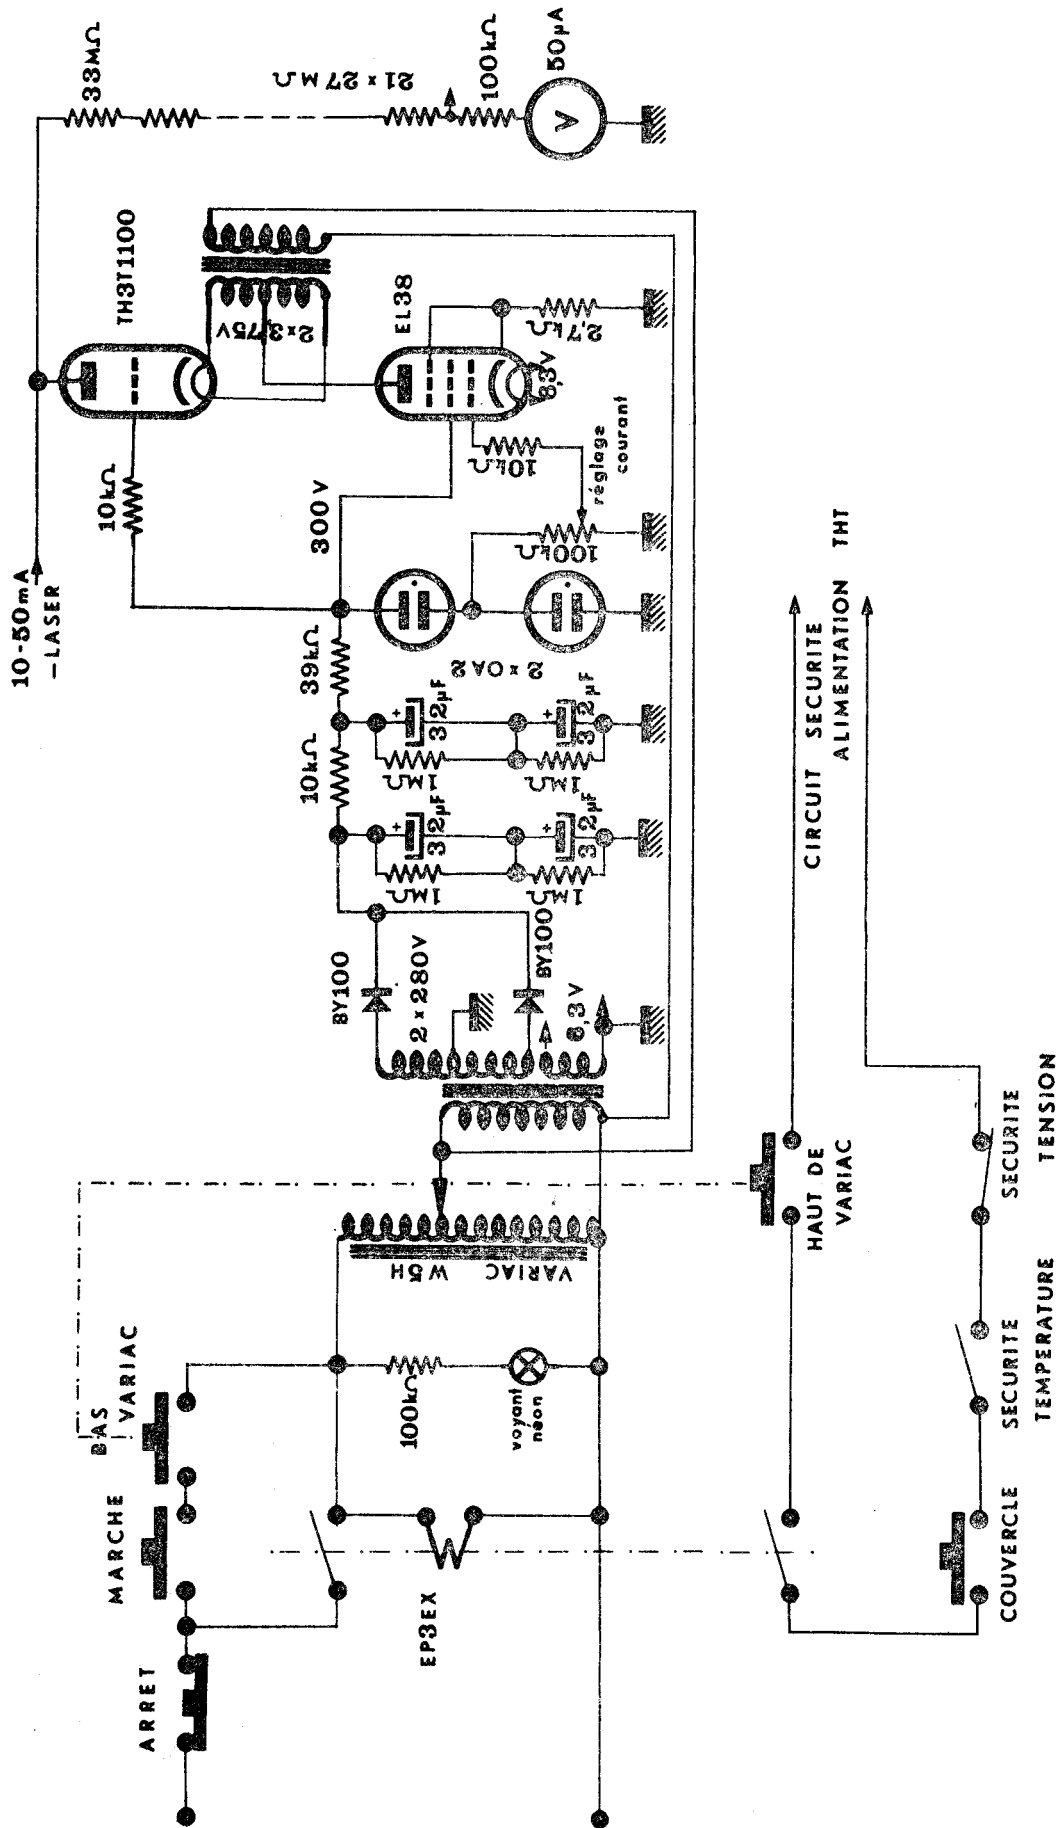 10-50mA
-LASER
33MΩ
21 x 27 MΩ
100kΩ
50µA
V
TH3T1100
2 x 3,75V
10kΩ
EL38
2,7kΩ
6,3V
10kΩ
réglage
courant
300V
100kΩ
39kΩ
2 x OA2
10kΩ
+
32µF
1MΩ
+
32µF
1MΩ
+
32µF
1MΩ
+
32µF
1MΩ
BY100
BY100
2 x 280V
6,3V
VARIAC W5H
100kΩ
voyant
néon
EP3EX
ARRET
MARCHE
BAS
VARIAC
HAUT DE
VARIAC
CIRCUIT SECURITE
ALIMENTATION THT
COUVERCLE
SECURITE
TEMPERATURE
SECURITE
TENSION